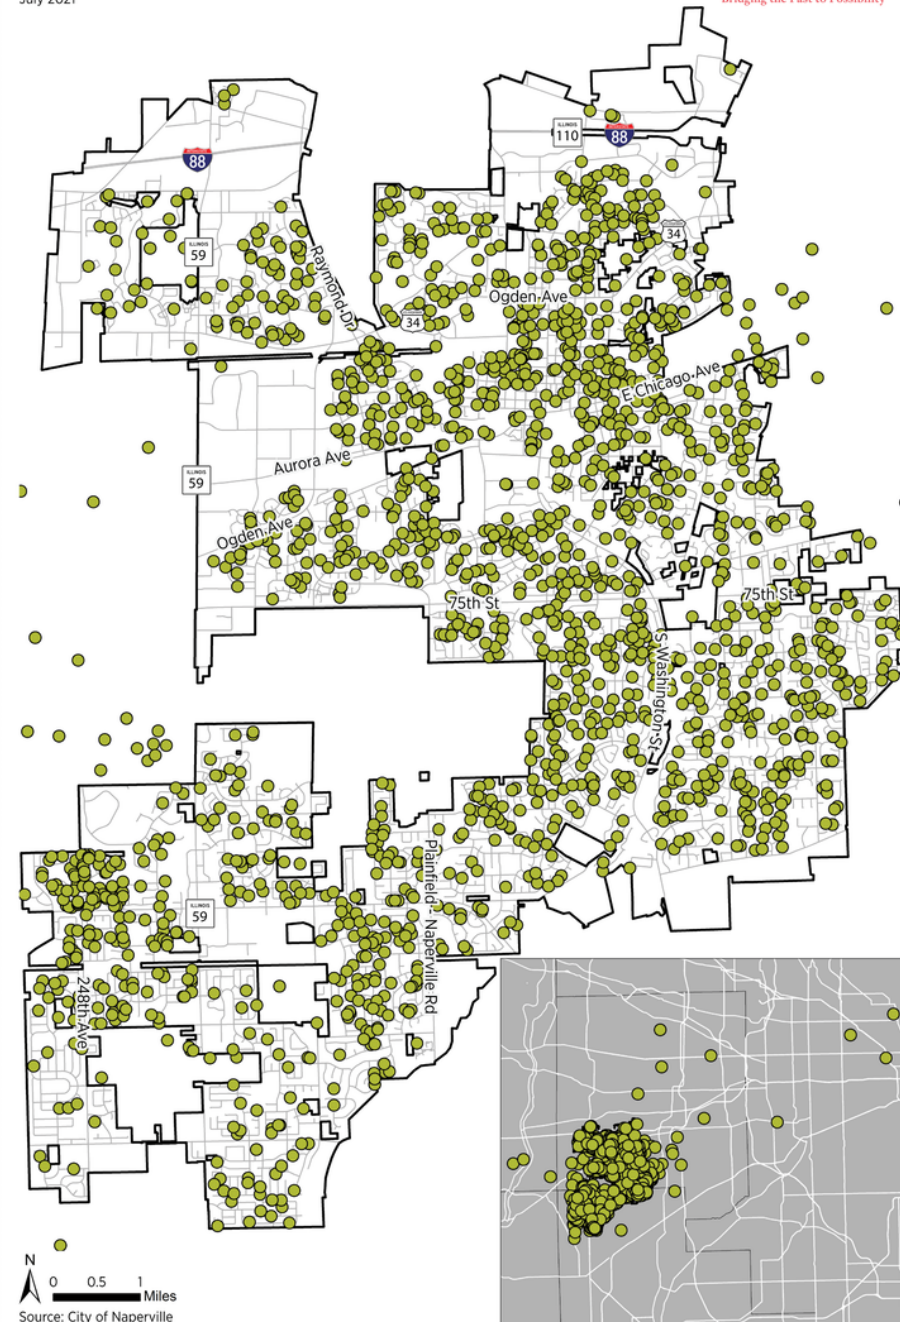 July 2021
Bridging the Past to Possibility
ILLINOIS
110
INTERSTATE
88
INTERSTATE
88
34
ILLINOIS
59
Raymond Dr
Ogden Ave
34
E Chicago Ave
Aurora Ave
ILLINOIS
59
Ogden Ave
75th St
75th St
S Washington St
Plainfield - Naperville Rd
ILLINOIS
59
248th Ave
N
0 0.5 1
Miles
Source: City of Naperville